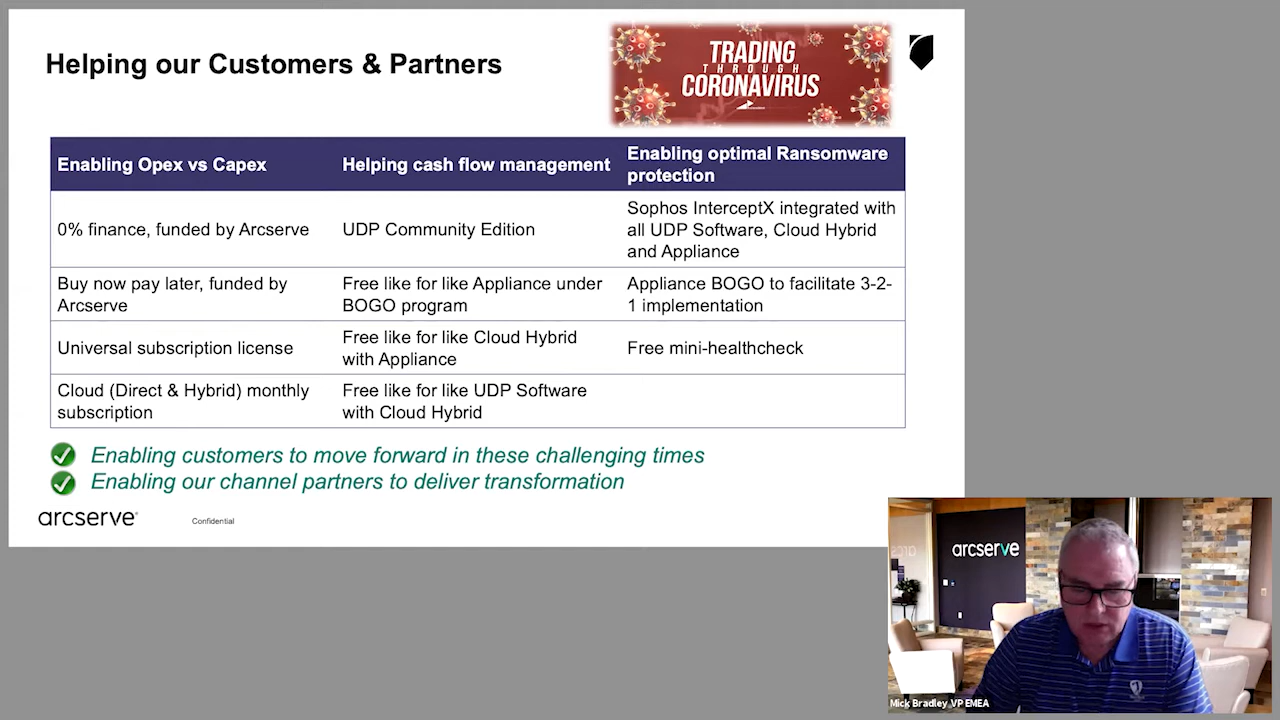 Helping our Customers & Partners
TRADING
THROUGH
CORONAVIRUS
Enabling Opex vs Capex
Helping cash flow management
Enabling optimal Ransomware
protection
0% finance, funded by Arcserve
UDP Community Edition
Sophos InterceptX integrated with
all UDP Software, Cloud Hybrid
and Appliance
Buy now pay later, funded by
Arcserve
Free like for like Appliance under
BOGO program
Appliance BOGO to facilitate 3-2-
1 implementation
Universal subscription license
Free like for like Cloud Hybrid
with Appliance
Free mini-healthcheck
Cloud (Direct & Hybrid) monthly
subscription
Free like for like UDP Software
with Cloud Hybrid
Enabling customers to move forward in these challenging times
Enabling our channel partners to deliver transformation
arcserve®
Confidential
arcserve
Mick Bradley VP EMEA